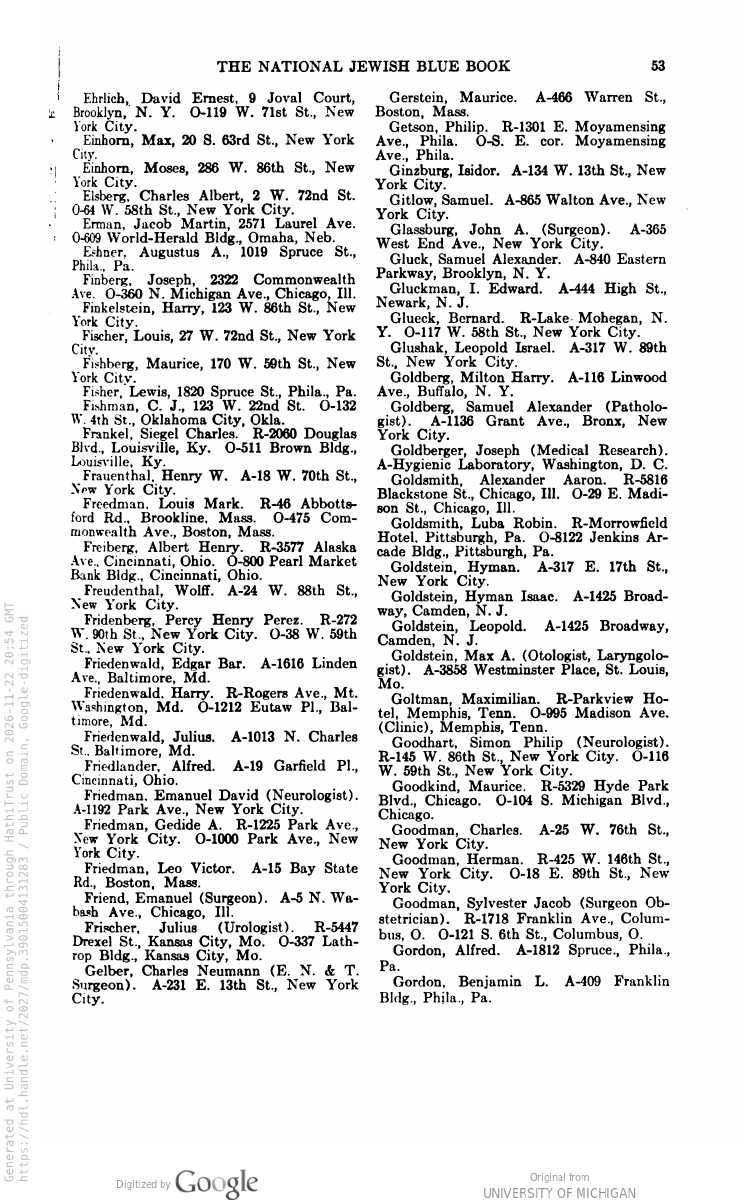 THE NATIONAL JEWISH BLUE BOOK 53
Ehrlich, David Ernest, 9 Joval Court,
Brooklyn, N. Y. O-119 W. 71st St., New
York City.
Einhorn, Max, 20 S. 63rd St., New York
City.
Einhorn, Moses, 286 W. 86th St., New
York City.
Elsberg, Charles Albert, 2 W. 72nd St.
O-64 W. 58th St., New York City.
Erman, Jacob Martin, 2571 Laurel Ave.
O-609 World-Herald Bldg., Omaha, Neb.
Eshner, Augustus A., 1019 Spruce St.,
Phila., Pa.
Finberg, Joseph, 2322 Commonwealth
Ave. O-360 N. Michigan Ave., Chicago, Ill.
Finkelstein, Harry, 123 W. 86th St., New
York City.
Fischer, Louis, 27 W. 72nd St., New York
City.
Fishberg, Maurice, 170 W. 59th St., New
York City.
Fisher, Lewis, 1820 Spruce St., Phila., Pa.
Fishman, C. J., 123 W. 22nd St. O-132
W. 4th St., Oklahoma City, Okla.
Frankel, Siegel Charles. R-2060 Douglas
Blvd., Louisville, Ky. O-511 Brown Bldg.,
Louisville, Ky.
Frauenthal, Henry W. A-18 W. 70th St.,
New York City.
Freedman, Louis Mark. R-46 Abbotts-
ford Rd., Brookline, Mass. O-475 Com-
monwealth Ave., Boston, Mass.
Freiberg, Albert Henry. R-3577 Alaska
Ave., Cincinnati, Ohio. O-800 Pearl Market
Bank Bldg., Cincinnati, Ohio.
Freudenthal, Wolff. A-24 W. 88th St.,
New York City.
Fridenberg, Percy Henry Perez. R-272
W. 90th St., New York City. O-38 W. 59th
St., New York City.
Friedenwald, Edgar Bar. A-1616 Linden
Ave., Baltimore, Md.
Friedenwald, Harry. R-Rogers Ave., Mt.
Washington, Md. O-1212 Eutaw Pl., Bal-
timore, Md.
Friedenwald, Julius. A-1013 N. Charles
St., Baltimore, Md.
Friedlander, Alfred. A-19 Garfield Pl.,
Cincinnati, Ohio.
Friedman, Emanuel David (Neurologist).
A-1192 Park Ave., New York City.
Friedman, Gedide A. R-1225 Park Ave.,
New York City. O-1000 Park Ave., New
York City.
Friedman, Leo Victor. A-15 Bay State
Rd., Boston, Mass.
Friend, Emanuel (Surgeon). A-5 N. Wa-
bash Ave., Chicago, Ill.
Frischer, Julius (Urologist). R-5447
Drexel St., Kansas City, Mo. O-337 Lath-
rop Bldg., Kansas City, Mo.
Gelber, Charles Neumann (E. N. & T.
Surgeon). A-231 E. 13th St., New York
City.
Gerstein, Maurice. A-466 Warren St.,
Boston, Mass.
Getson, Philip. R-1301 E. Moyamensing
Ave., Phila. O-S. E. cor. Moyamensing
Ave., Phila.
Ginzburg, Isidor. A-134 W. 13th St., New
York City.
Gitlow, Samuel. A-865 Walton Ave., New
York City.
Glassburg, John A. (Surgeon). A-365
West End Ave., New York City.
Gluck, Samuel Alexander. A-840 Eastern
Parkway, Brooklyn, N. Y.
Gluckman, I. Edward. A-444 High St.,
Newark, N. J.
Glueck, Bernard. R-Lake Mohegan, N.
Y. O-117 W. 58th St., New York City.
Glushak, Leopold Israel. A-317 W. 89th
St., New York City.
Goldberg, Milton Harry. A-116 Linwood
Ave., Buffalo, N. Y.
Goldberg, Samuel Alexander (Patholo-
gist). A-1136 Grant Ave., Bronx, New
York City.
Goldberger, Joseph (Medical Research).
A-Hygienic Laboratory, Washington, D. C.
Goldsmith, Alexander Aaron. R-5816
Blackstone St., Chicago, Ill. O-29 E. Madi-
son St., Chicago, Ill.
Goldsmith, Luba Robin. R-Morrowfield
Hotel, Pittsburgh, Pa. O-8122 Jenkins Ar-
cade Bldg., Pittsburgh, Pa.
Goldstein, Hyman. A-317 E. 17th St.,
New York City.
Goldstein, Hyman Isaac. A-1425 Broad-
way, Camden, N. J.
Goldstein, Leopold. A-1425 Broadway,
Camden, N. J.
Goldstein, Max A. (Otologist, Laryngolo-
gist). A-3858 Westminster Place, St. Louis,
Mo.
Goltman, Maximilian. R-Parkview Ho-
tel, Memphis, Tenn. O-995 Madison Ave.
(Clinic), Memphis, Tenn.
Goodhart, Simon Philip (Neurologist).
R-145 W. 86th St., New York City. O-116
W. 59th St., New York City.
Goodkind, Maurice. R-5329 Hyde Park
Blvd., Chicago. O-104 S. Michigan Blvd.,
Chicago.
Goodman, Charles. A-25 W. 76th St.,
New York City.
Goodman, Herman. R-425 W. 146th St.,
New York City. O-18 E. 89th St., New
York City.
Goodman, Sylvester Jacob (Surgeon Ob-
stetrician). R-1718 Franklin Ave., Colum-
bus, O. O-121 S. 6th St., Columbus, O.
Gordon, Alfred. A-1812 Spruce., Phila.,
Pa.
Gordon, Benjamin L. A-409 Franklin
Bldg., Phila., Pa.
Generated at University of Pennsylvania through HathiTrust on 2026-11-22 20:54 GMT
https://hdl.handle.net/2027/mdp.39015004131283 / Public Domain, Google-digitized
Digitized by Google
Original from
UNIVERSITY OF MICHIGAN